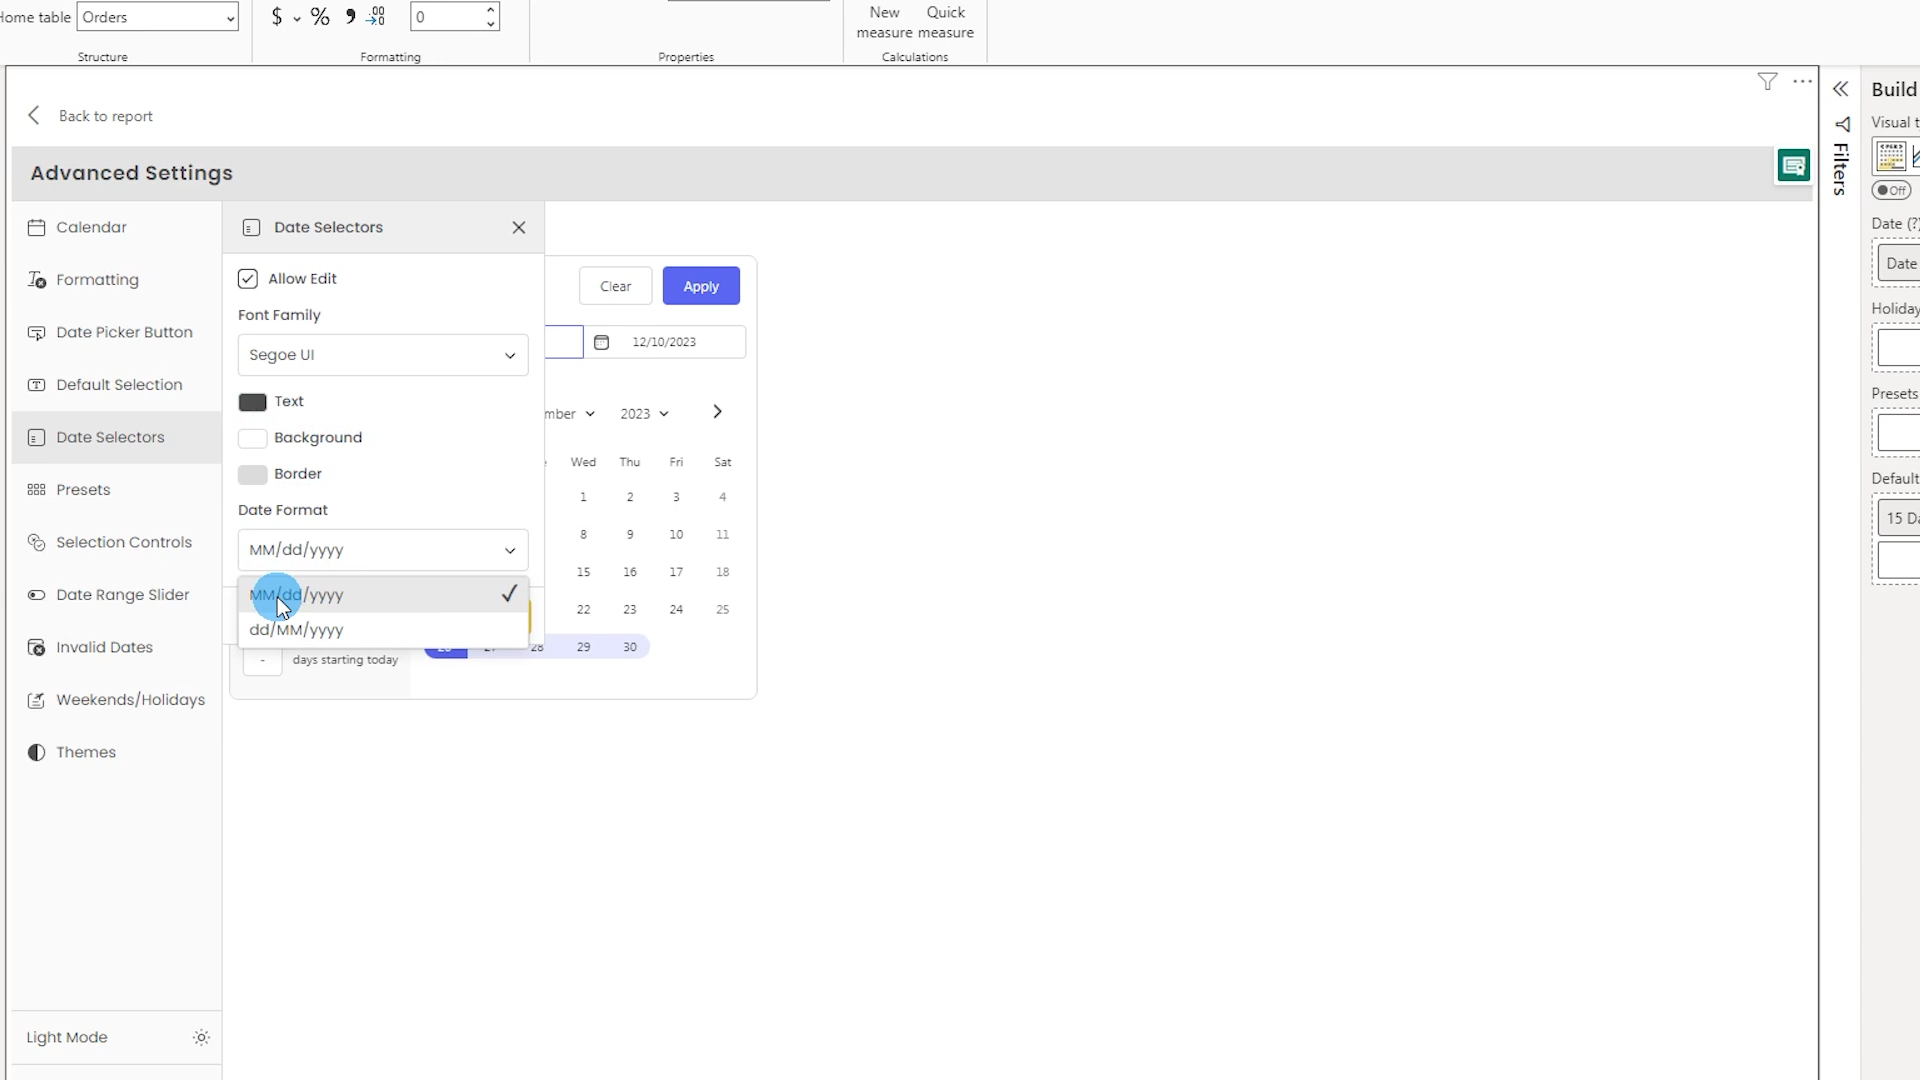 Home table Orders
$ % 0
New measure
Quick measure
Structure
Formatting
Properties
Calculations
Back to report
Advanced Settings
Calendar
Formatting
Date Picker Button
Default Selection
Date Selectors
Presets
Selection Controls
Date Range Slider
Invalid Dates
Weekends/Holidays
Themes
Light Mode
Date Selectors
Allow Edit
Font Family
Segoe UI
Text
Background
Border
Date Format
MM/dd/yyyy
MM/dd/yyyy
dd/MM/yyyy
- days starting today
Clear Apply
12/10/2023
mber 2023
Wed Thu Fri Sat
1 2 3 4
8 9 10 11
15 16 17 18
22 23 24 25
28 29 30
Filters
Build
Visual t
Off
Date (?)
Date
Holiday
Presets
Default
15 Da